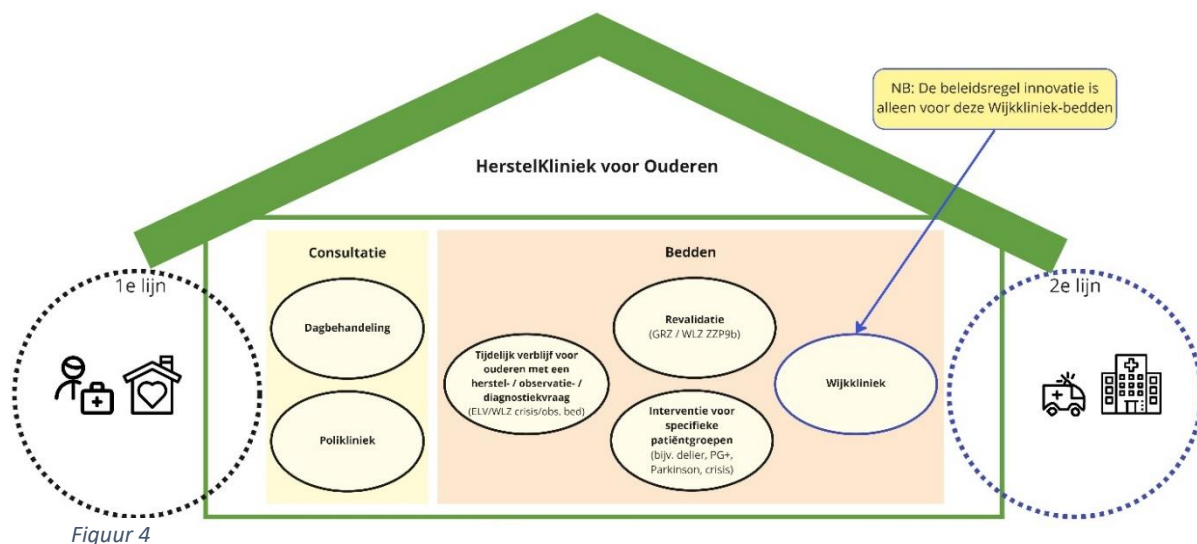 NB: De beleidsregel innovatie is
alleen voor deze Wijkkliniek-bedden
HerstelKliniek voor Ouderen
1e lijn
Consultatie
Dagbehandeling
Polikliniek
Bedden
Tijdelijk verblijf voor
ouderen met een
herstel- / observatie- /
diagnostiekvraag
(ELV/WLZ crisis/obs. bed)
Revalidatie
(GRZ / WLZ ZZP9b)
Interventie voor
specifieke
patiëntgroepen
(bijv. delier, PG+,
Parkinson, crisis)
Wijkkliniek
2e lijn
Figuur 4